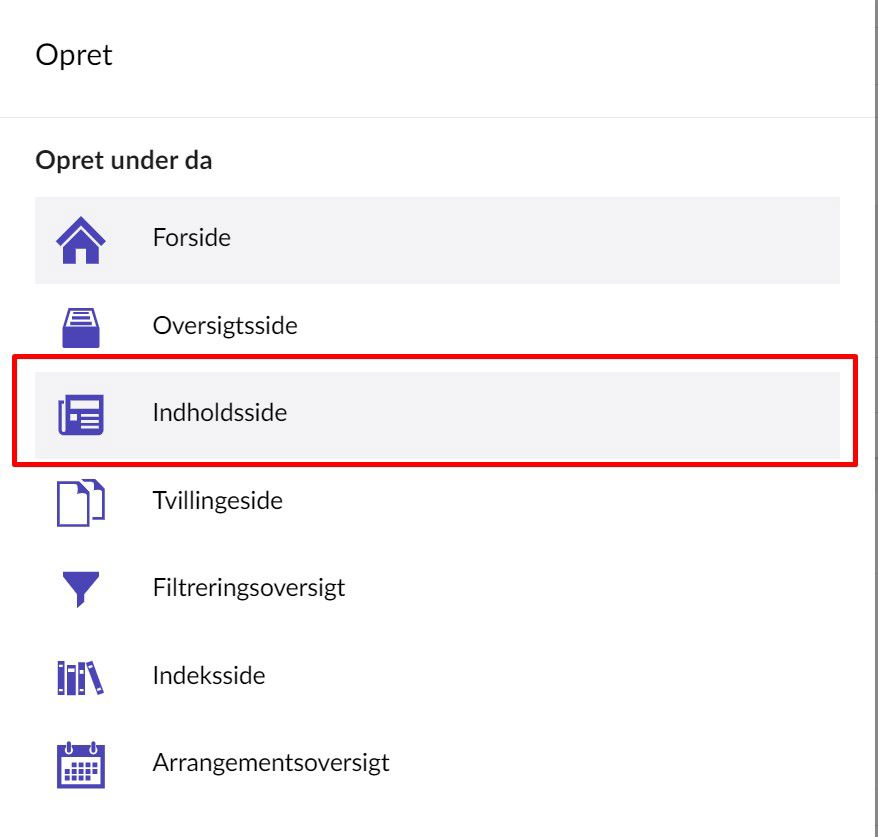 Opret
Opret under da
Forside
Oversigtsside
Indholdsside
Tvillingeside
Filtreringsoversigt
Indeksside
Arrangementsoversigt